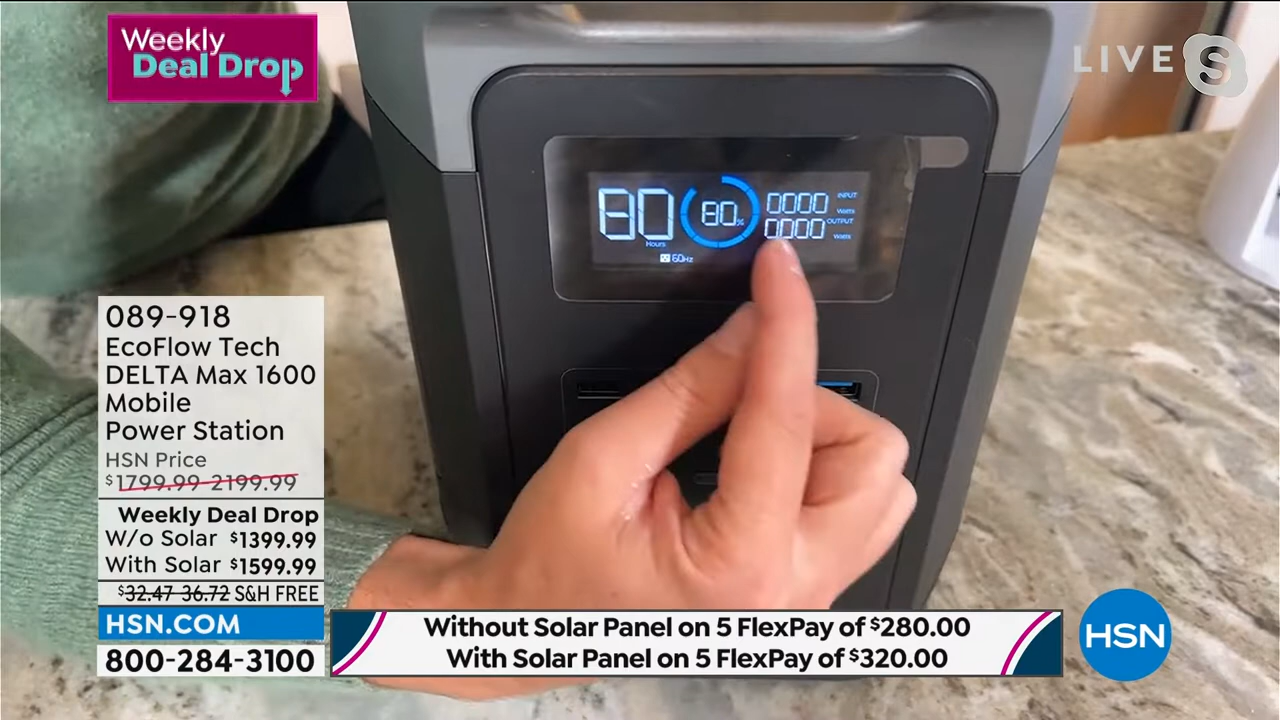 Weekly
Deal Drop
LIVE S
80 Hours
80%
0000 INPUT Watts
0000 OUTPUT Watts
60Hz
089-918
EcoFlow Tech
DELTA Max 1600
Mobile
Power Station
HSN Price
$1799.99-2199.99
Weekly Deal Drop
W/o Solar $1399.99
With Solar $1599.99
$32.47-36.72 S&H FREE
HSN.COM
800-284-3100
Without Solar Panel on 5 FlexPay of $280.00
With Solar Panel on 5 FlexPay of $320.00
HSN